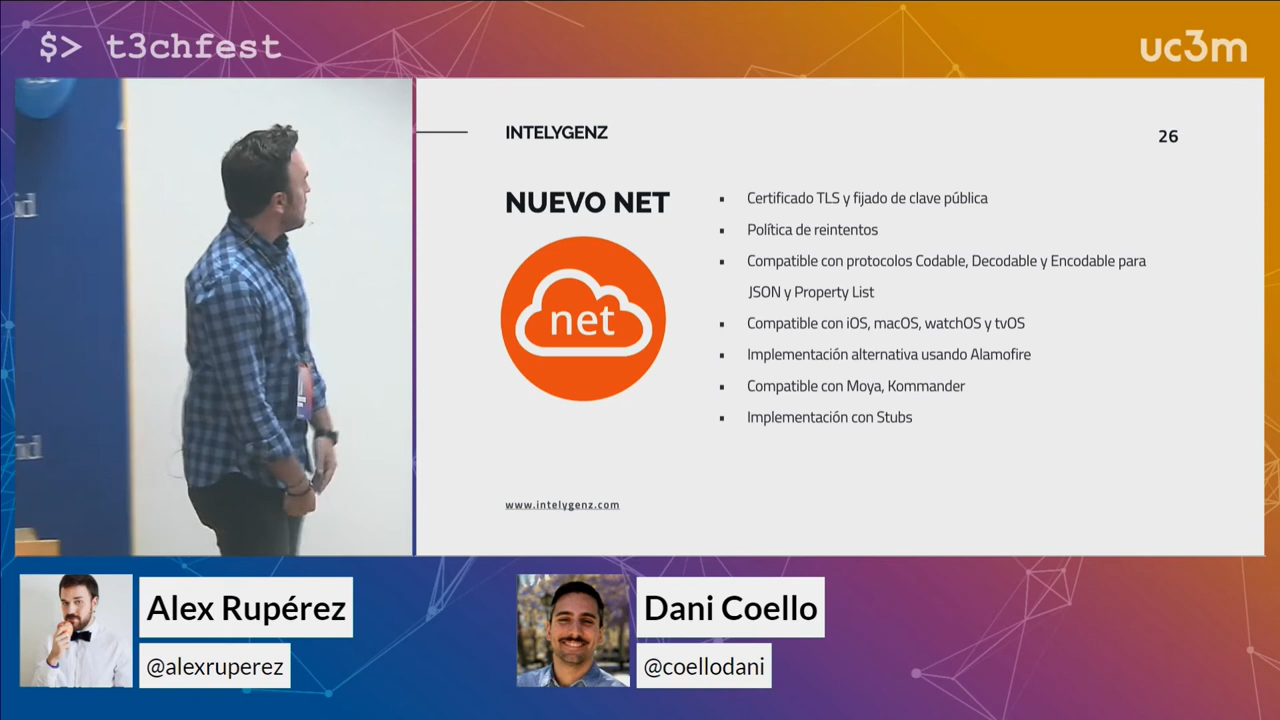 $> t3chfest
uc3m
INTELYGENZ
26
NUEVO NET
net
▪ Certificado TLS y fijado de clave pública
▪ Política de reintentos
▪ Compatible con protocolos Codable, Decodable y Encodable para
JSON y Property List
▪ Compatible con iOS, macOS, watchOS y tvOS
▪ Implementación alternativa usando Alamofire
▪ Compatible con Moya, Kommander
▪ Implementación con Stubs
www.intelygenz.com
id
id
Alex Rupérez
@alexruperez
Dani Coello
@coellodani